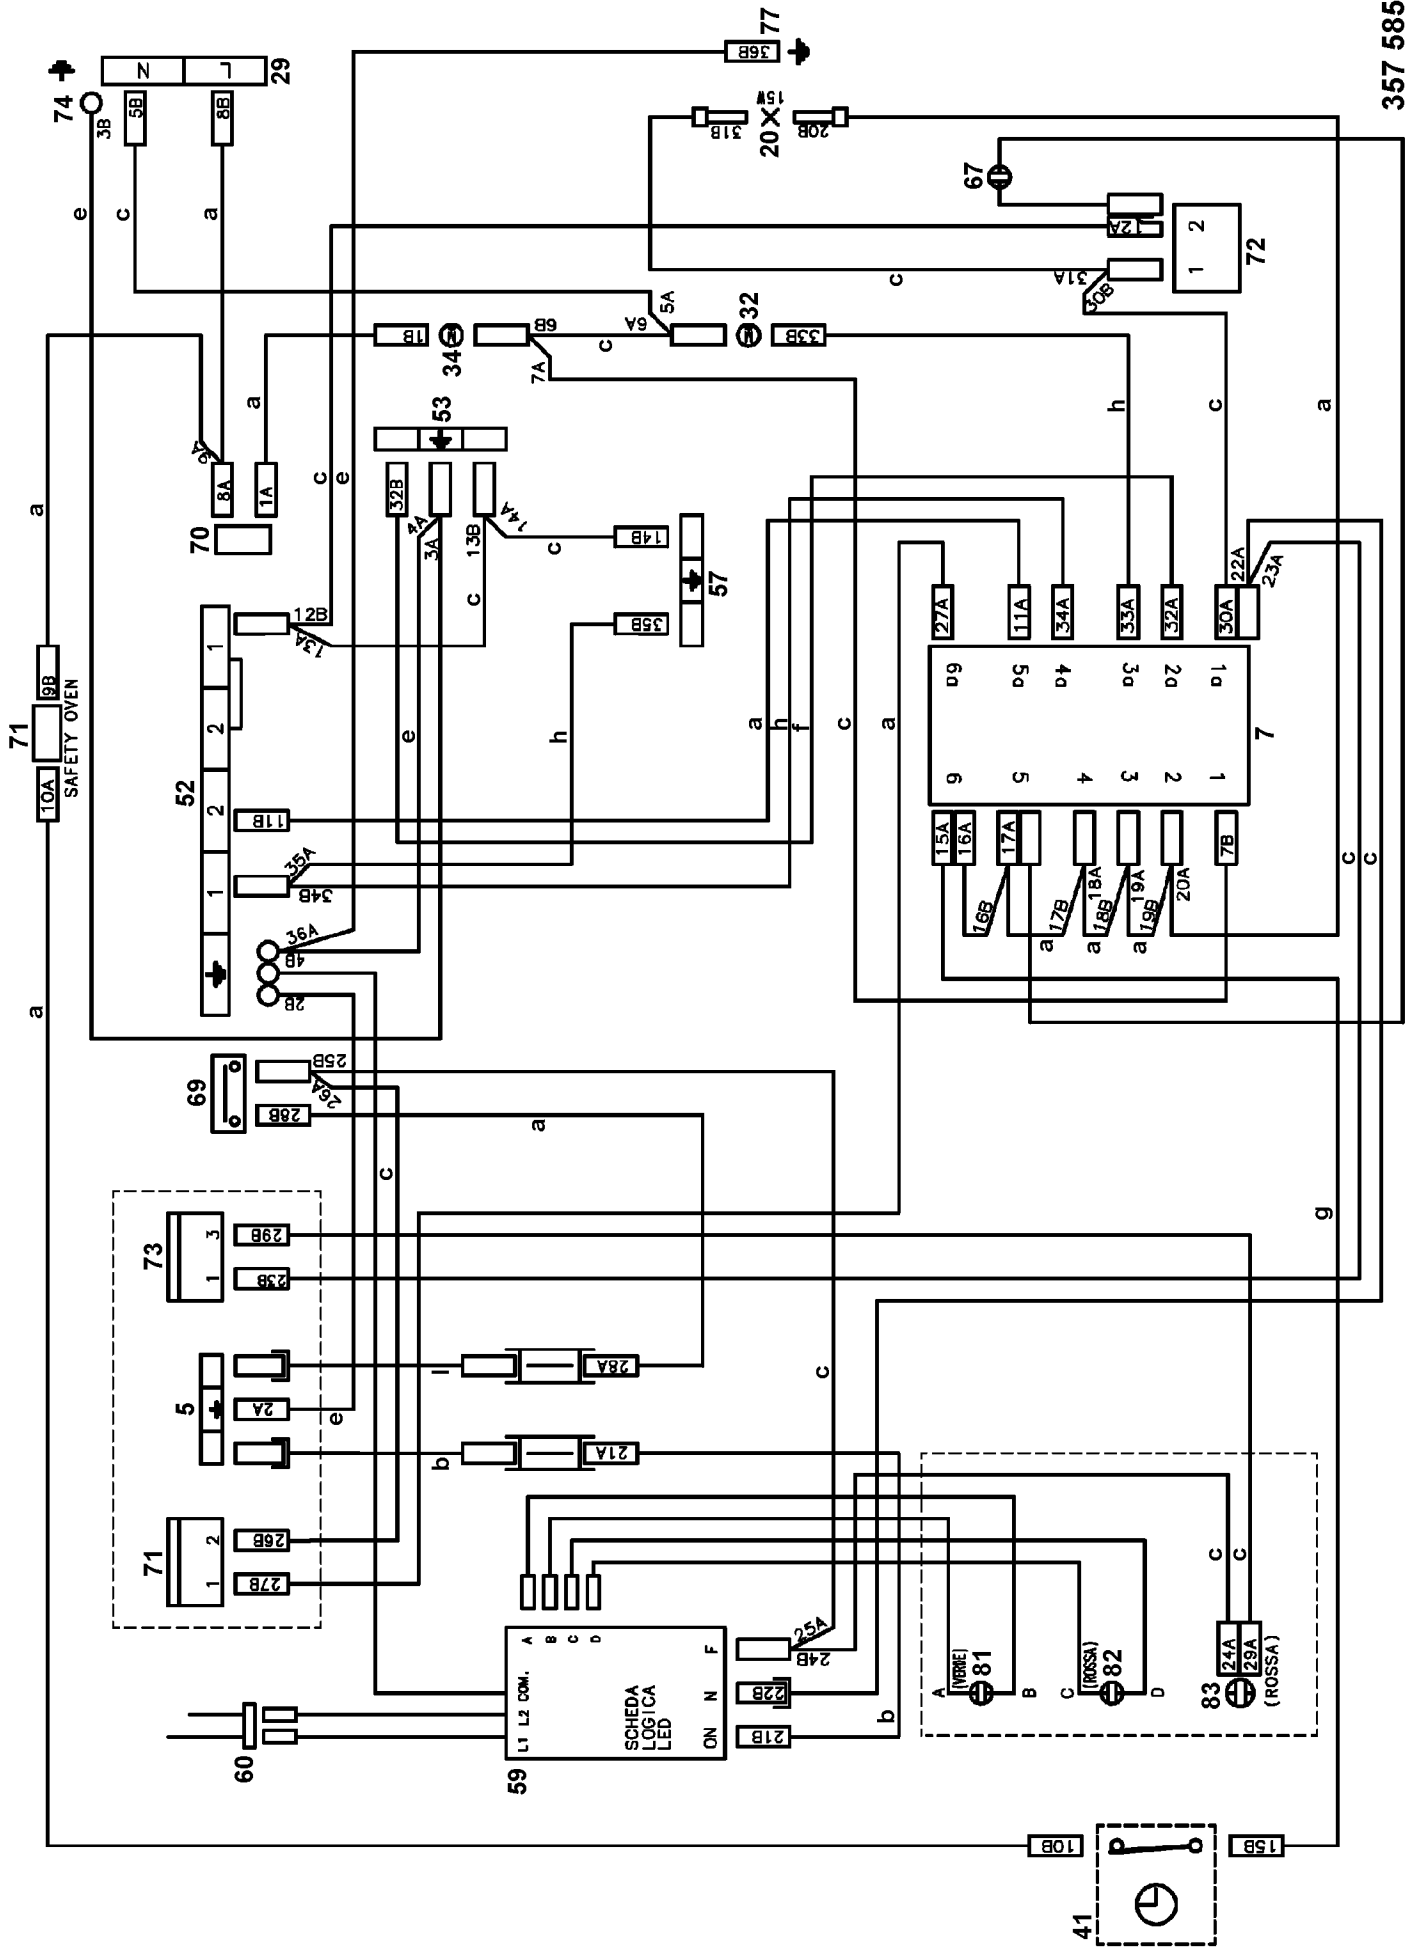 357 585
77
36B
29
N
L
74
3B
5B
8B
e
c
a
31B
15W
20
20B
67
12A
2
1
72
31A
30B
c
5A
6A
32
33B
6B
c
7A
34
1B
a
53
9A
8A
1A
70
a
c
e
32B
4A
3A
13B
14A
c
14B
57
35B
c
h
c
a
h
12B
13A
1
2
2
1
52
9B
71
10A
SAFETY OVEN
11B
35A
34B
e
h
a
h
f
c
a
27A
11A
34A
33A
32A
30A
22A
23A
6a
5a
4a
3a
2a
1a
6
5
4
3
2
1
7
15A
16A
17A
7B
16B
17B
18A
18B
19A
19B
20A
a
a
a
c
c
36A
4B
2B
a
69
25B
26A
28B
a
c
73
3
1
29B
23B
5
2A
e
l
28A
c
g
b
21A
71
2
1
26B
27B
A
B
C
D
L1
L2
COM.
SCHEDA
LOGICA
LED
F
N
ON
59
60
25A
24B
22B
21B
b
A
(VERDE)
81
B
C
(ROSSA)
82
D
c
c
24A
29A
83
(ROSSA)
10B
15B
41